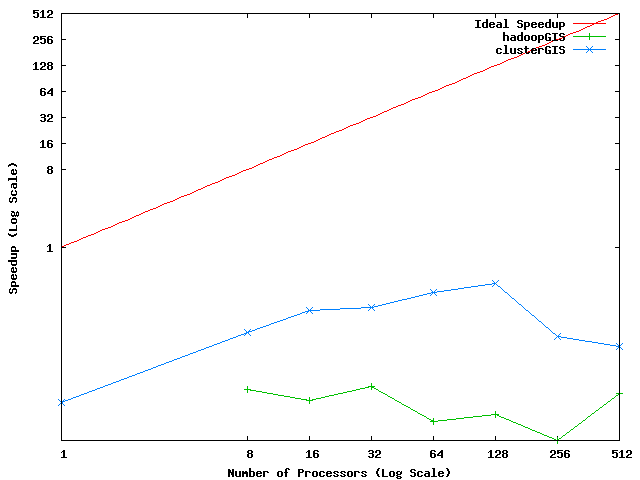 512
256
128
64
32
16
8
1
Speedup (Log Scale)
Ideal Speedup
hadoopGIS
clusterGIS
1 8 16 32 64 128 256 512
Number of Processors (Log Scale)